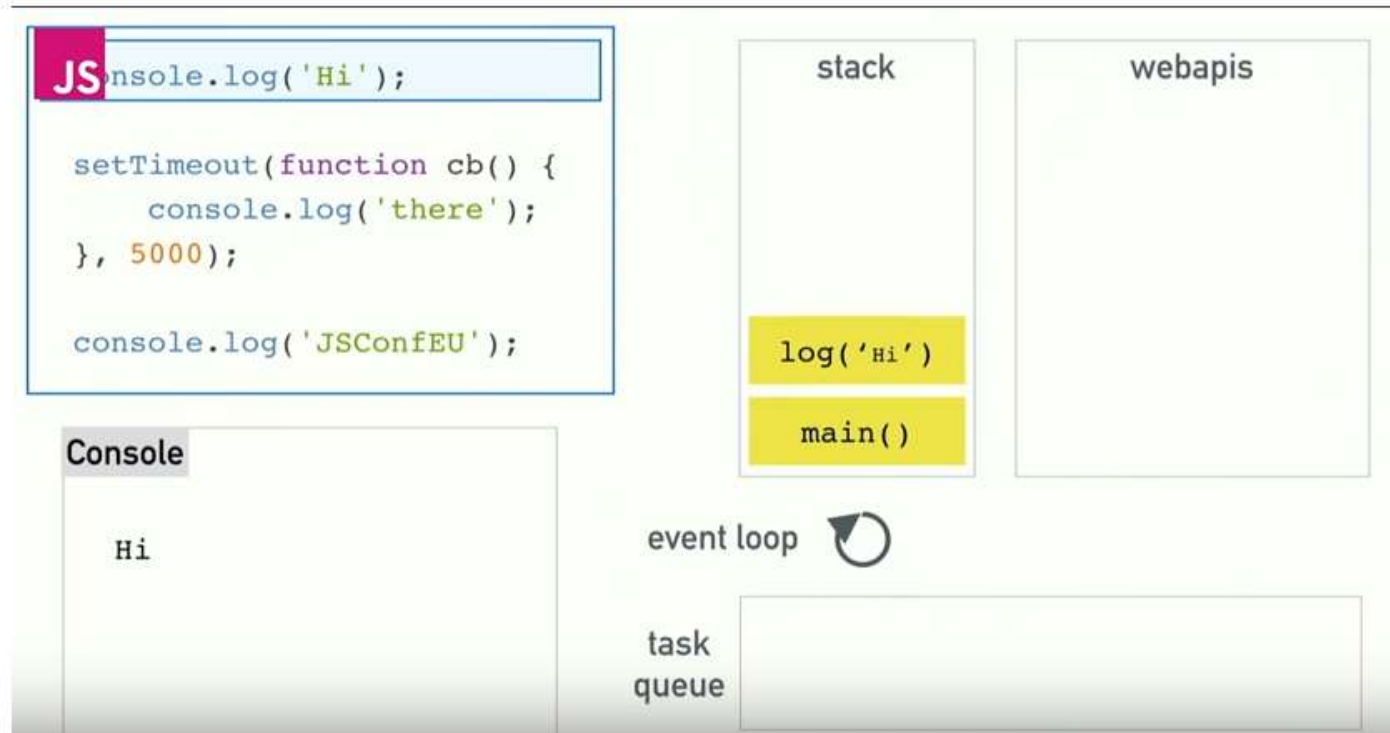 JS
onsole.log('Hi');
setTimeout(function cb() {
console.log('there');
}, 5000);
console.log('JSConfEU');
Console
Hi
stack
log('Hi')
main()
webapis
event loop
task
queue